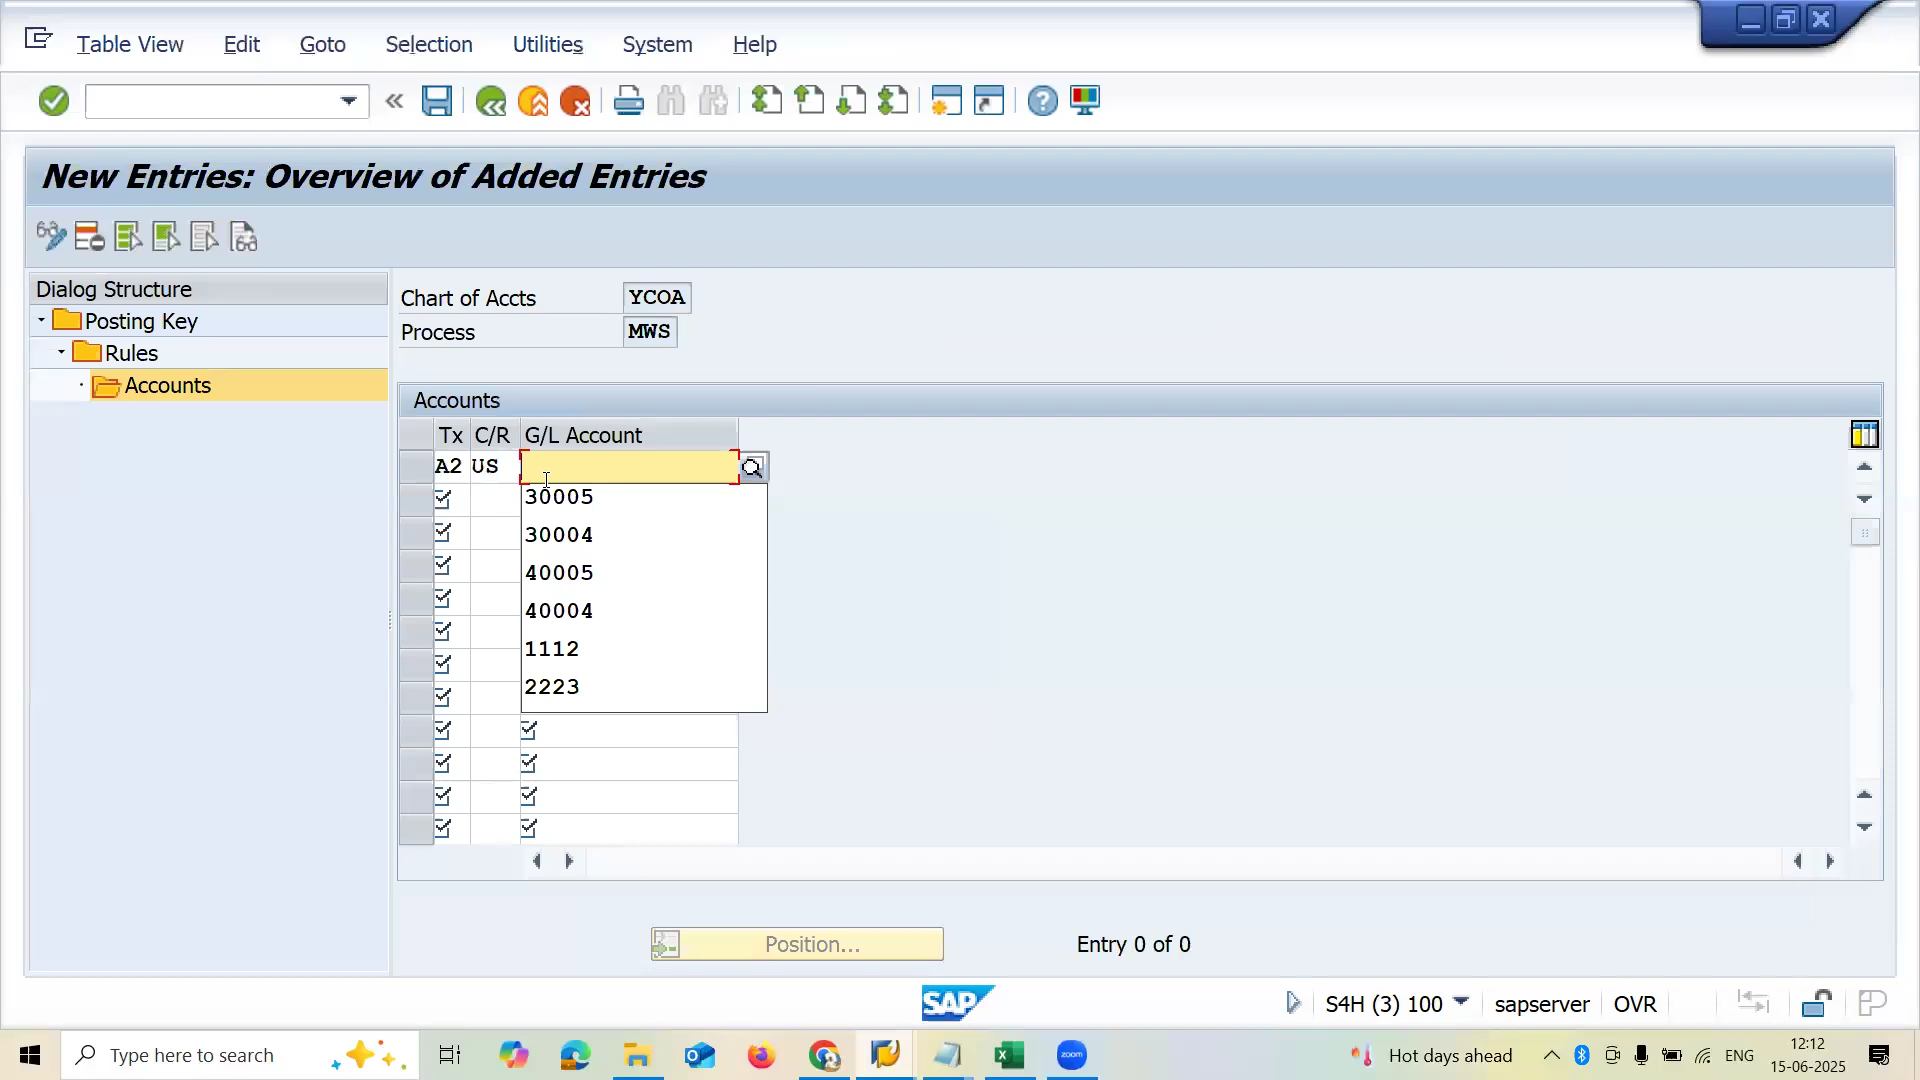 Table View Edit Goto Selection Utilities System Help
New Entries: Overview of Added Entries
Dialog Structure
Posting Key
Rules
Accounts
Chart of Accts YCOA
Process MWS
Accounts
Tx C/R G/L Account
A2 US
30005
30004
40005
40004
1112
2223
Position...
Entry 0 of 0
SAP
S4H (3) 100 sapserver OVR
Type here to search
zoom
Hot days ahead
ENG
12:12
15-06-2025